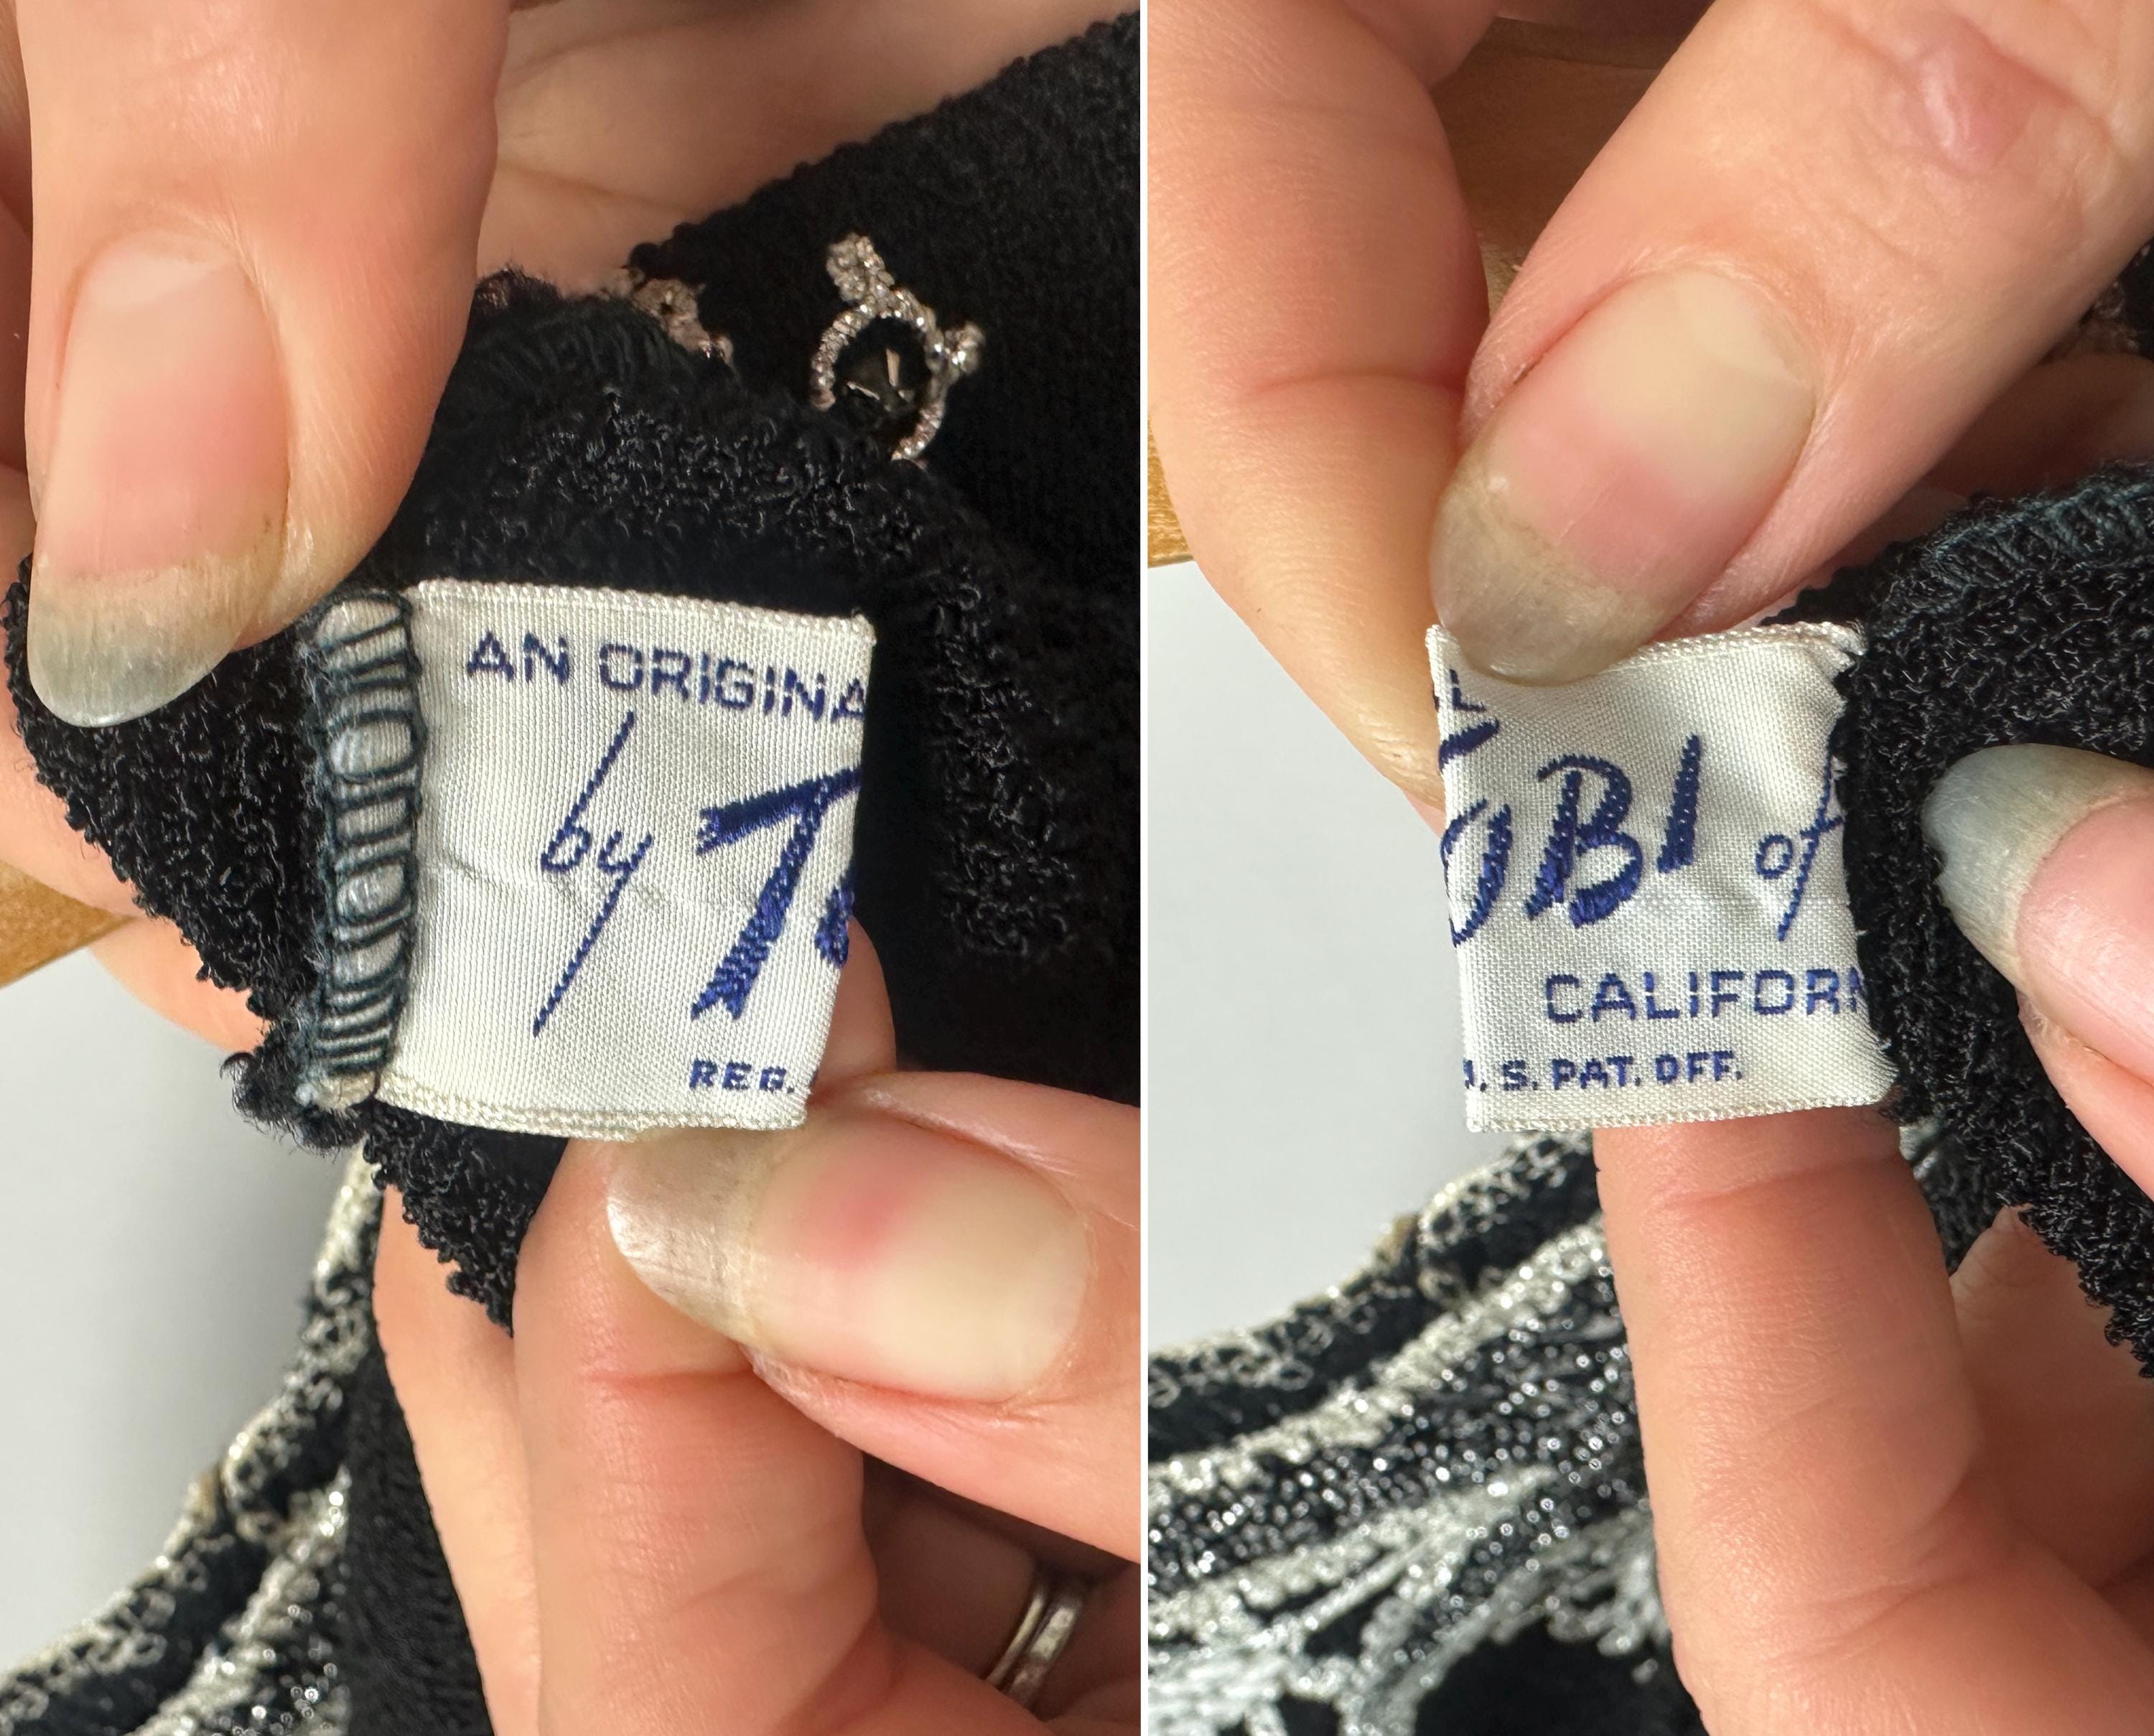 AN ORIGINA
by T
REG.
L
OBI of
CALIFORN
U. S. PAT. OFF.